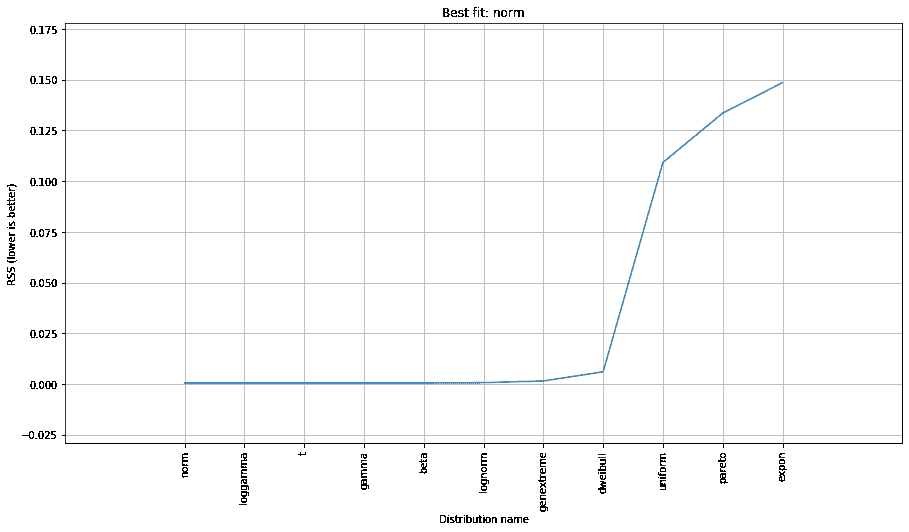 Best fit: norm
RSS (lower is better)
0.175
0.150
0.125
0.100
0.075
0.050
0.025
0.000
−0.025
norm
loggamma
t
gamma
beta
lognorm
genextreme
dweibull
uniform
pareto
expon
Distribution name